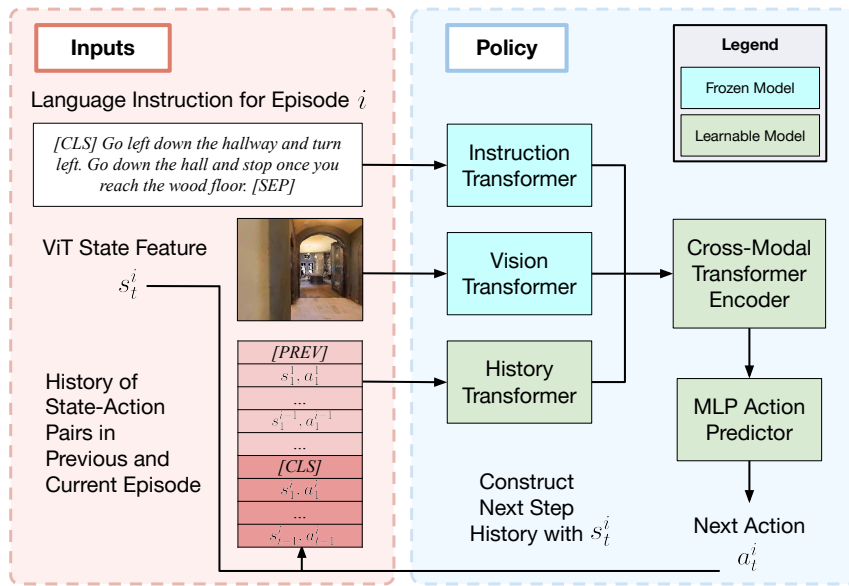 Inputs
Language Instruction for Episode i
[CLS] Go left down the hallway and turn
left. Go down the hall and stop once you
reach the wood floor. [SEP]
ViT State Feature
s_t^i
History of
State-Action
Pairs in
Previous and
Current Episode
[PREV]
s_1^1, a_1^1
...
s_1^{i-1}, a_1^{i-1}
...
[CLS]
s_1^i, a_1^i
...
s_{t-1}^i, a_{t-1}^i
Policy
Instruction
Transformer
Vision
Transformer
History
Transformer
Construct
Next Step
History with s_t^i
Legend
Frozen Model
Learnable Model
Cross-Modal
Transformer
Encoder
MLP Action
Predictor
Next Action
a_t^i